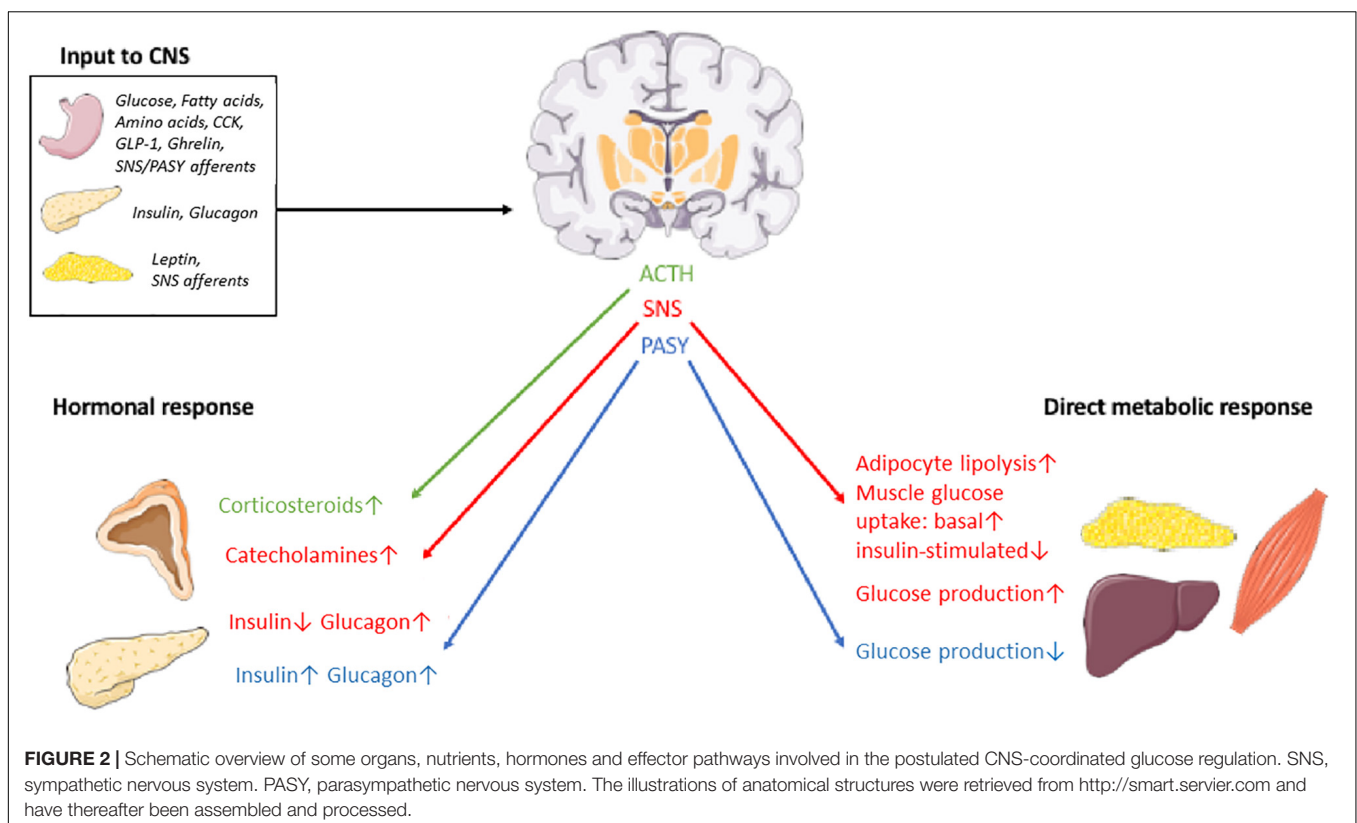 Input to CNS
Glucose, Fatty acids,
Amino acids, CCK,
GLP-1, Ghrelin,
SNS/PASY afferents
Insulin, Glucagon
Leptin,
SNS afferents
ACTH
SNS
PASY
Hormonal response
Corticosteroids↑
Catecholamines↑
Insulin↓ Glucagon↑
Insulin↑ Glucagon↑
Direct metabolic response
Adipocyte lipolysis↑
Muscle glucose
uptake: basal↑
insulin-stimulated↓
Glucose production↑
Glucose production↓
FIGURE 2 | Schematic overview of some organs, nutrients, hormones and effector pathways involved in the postulated CNS-coordinated glucose regulation. SNS,
sympathetic nervous system. PASY, parasympathetic nervous system. The illustrations of anatomical structures were retrieved from http://smart.servier.com and
have thereafter been assembled and processed.